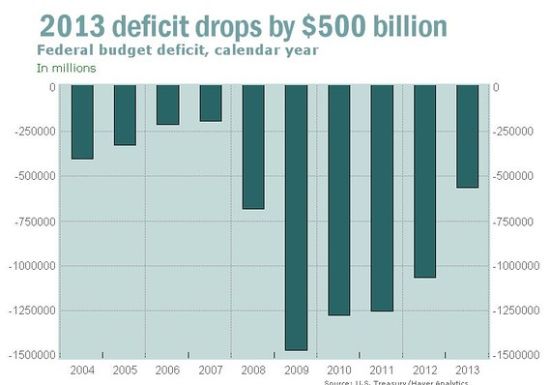 2013 deficit drops by $500 billion
Federal budget deficit, calendar year
In millions
0 0
-250000 -250000
-500000 -500000
-750000 -750000
-1000000 -1000000
-1250000 -1250000
-1500000 -1500000
2004 2005 2006 2007 2008 2009 2010 2011 2012 2013
Source: U.S. Treasury/Haver Analytics